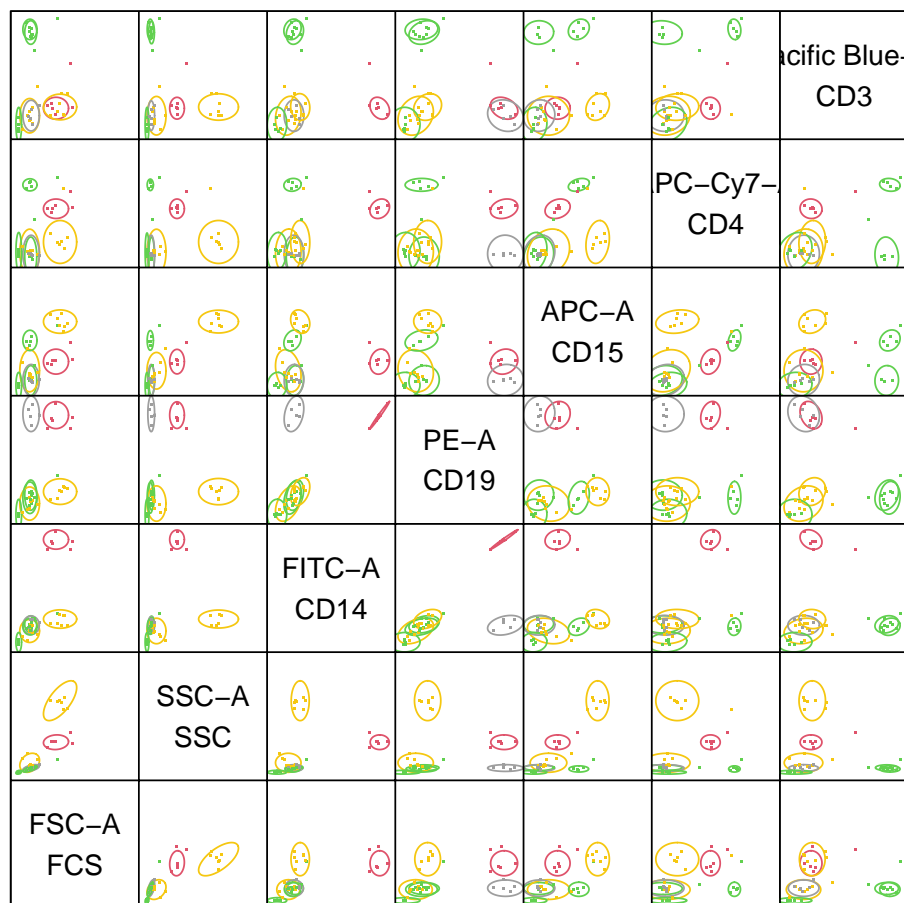 acific Blue-
CD3
APC-Cy7-A
CD4
APC-A
CD15
PE-A
CD19
FITC-A
CD14
SSC-A
SSC
FSC-A
FCS